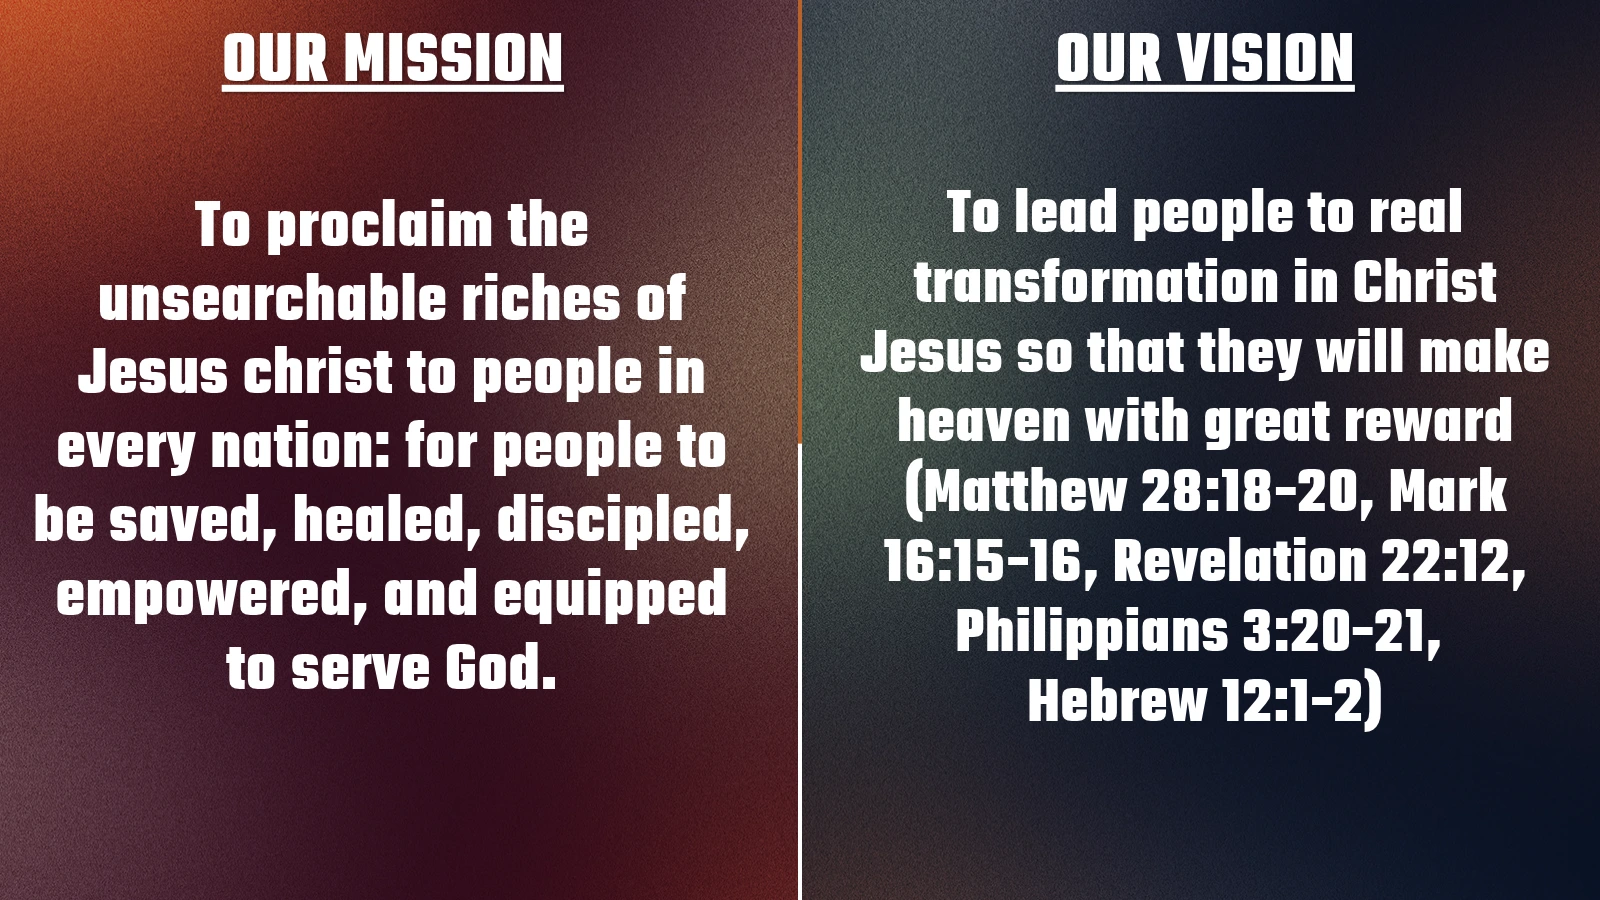 OUR MISSION
To proclaim the
unsearchable riches of
Jesus christ to people in
every nation: for people to
be saved, healed, discipled,
empowered, and equipped
to serve God.
OUR VISION
To lead people to real
transformation in Christ
Jesus so that they will make
heaven with great reward
(Matthew 28:18-20, Mark
16:15-16, Revelation 22:12,
Philippians 3:20-21,
Hebrew 12:1-2)